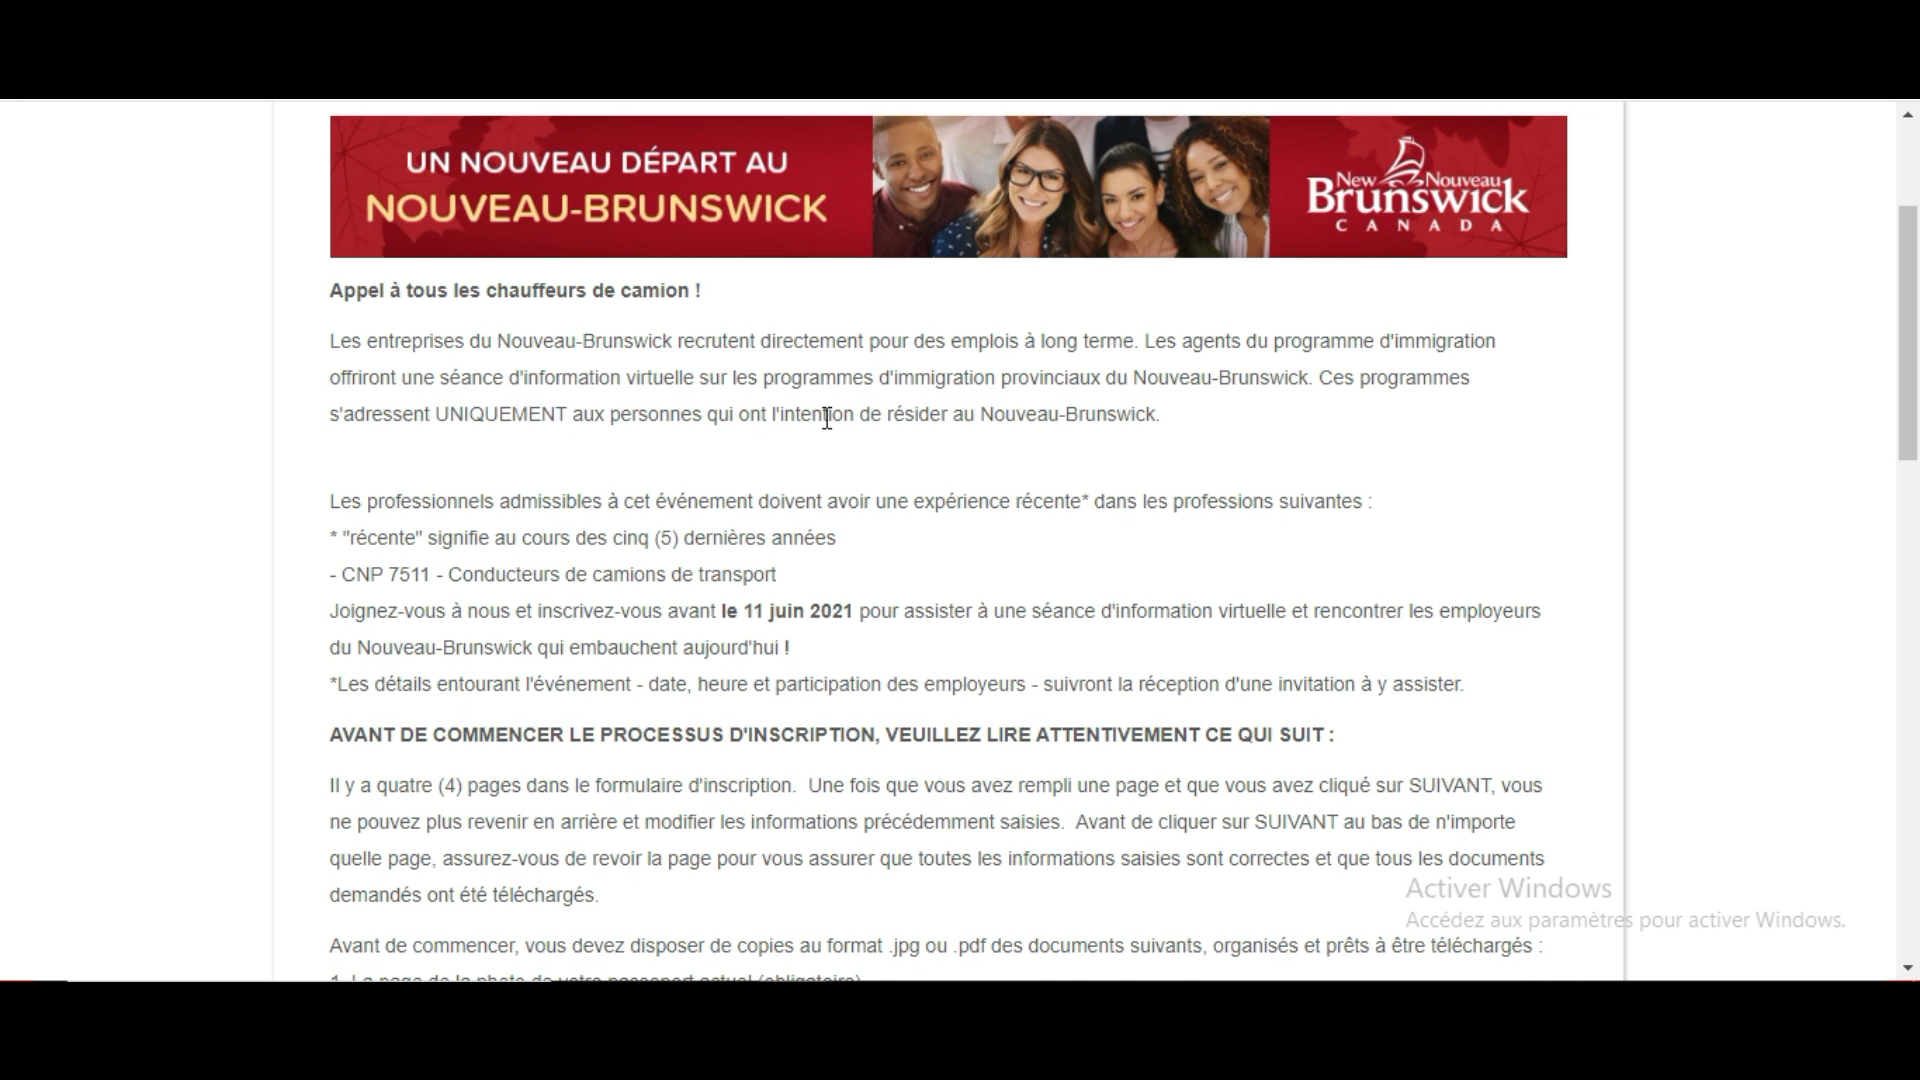 UN NOUVEAU DÉPART AU
NOUVEAU-BRUNSWICK
New Nouveau
Brunswick
CANADA
Appel à tous les chauffeurs de camion !
Les entreprises du Nouveau-Brunswick recrutent directement pour des emplois à long terme. Les agents du programme d'immigration
offriront une séance d'information virtuelle sur les programmes d'immigration provinciaux du Nouveau-Brunswick. Ces programmes
s'adressent UNIQUEMENT aux personnes qui ont l'intention de résider au Nouveau-Brunswick.
Les professionnels admissibles à cet événement doivent avoir une expérience récente* dans les professions suivantes :
* "récente" signifie au cours des cinq (5) dernières années
- CNP 7511 - Conducteurs de camions de transport
Joignez-vous à nous et inscrivez-vous avant le 11 juin 2021 pour assister à une séance d'information virtuelle et rencontrer les employeurs
du Nouveau-Brunswick qui embauchent aujourd'hui !
*Les détails entourant l'événement - date, heure et participation des employeurs - suivront la réception d'une invitation à y assister.
AVANT DE COMMENCER LE PROCESSUS D'INSCRIPTION, VEUILLEZ LIRE ATTENTIVEMENT CE QUI SUIT :
Il y a quatre (4) pages dans le formulaire d'inscription.  Une fois que vous avez rempli une page et que vous avez cliqué sur SUIVANT, vous
ne pouvez plus revenir en arrière et modifier les informations précédemment saisies.  Avant de cliquer sur SUIVANT au bas de n'importe
quelle page, assurez-vous de revoir la page pour vous assurer que toutes les informations saisies sont correctes et que tous les documents
demandés ont été téléchargés.
Activer Windows
Accédez aux paramètres pour activer Windows.
Avant de commencer, vous devez disposer de copies au format .jpg ou .pdf des documents suivants, organisés et prêts à être téléchargés :
1. La page de la photo de votre passeport actuel (obligatoire)